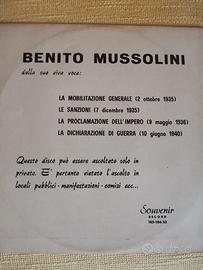 BENITO MUSSOLINI
dalla sua viva voce:
LA MOBILITAZIONE GENERALE (2 ottobre 1935)
LE SANZIONI (7 dicembre 1935)
LA PROCLAMAZIONE DELL'IMPERO (9 maggio 1936)
LA DICHIARAZIONE DI GUERRA (10 giugno 1940)
Questo disco può essere ascoltato solo in
privato. E' pertanto vietato l'ascolto in
locali pubblici - manifestazioni - comizi ecc...
Souvenir
RECORD
subito